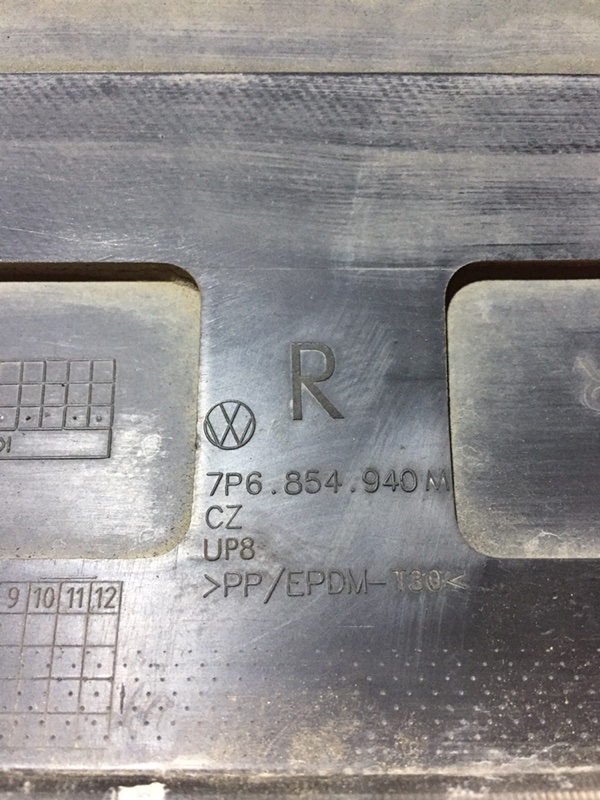 R
7P6.854.940 M
CZ
UP8
>PP/EPDM-T30<
9 10 11 12